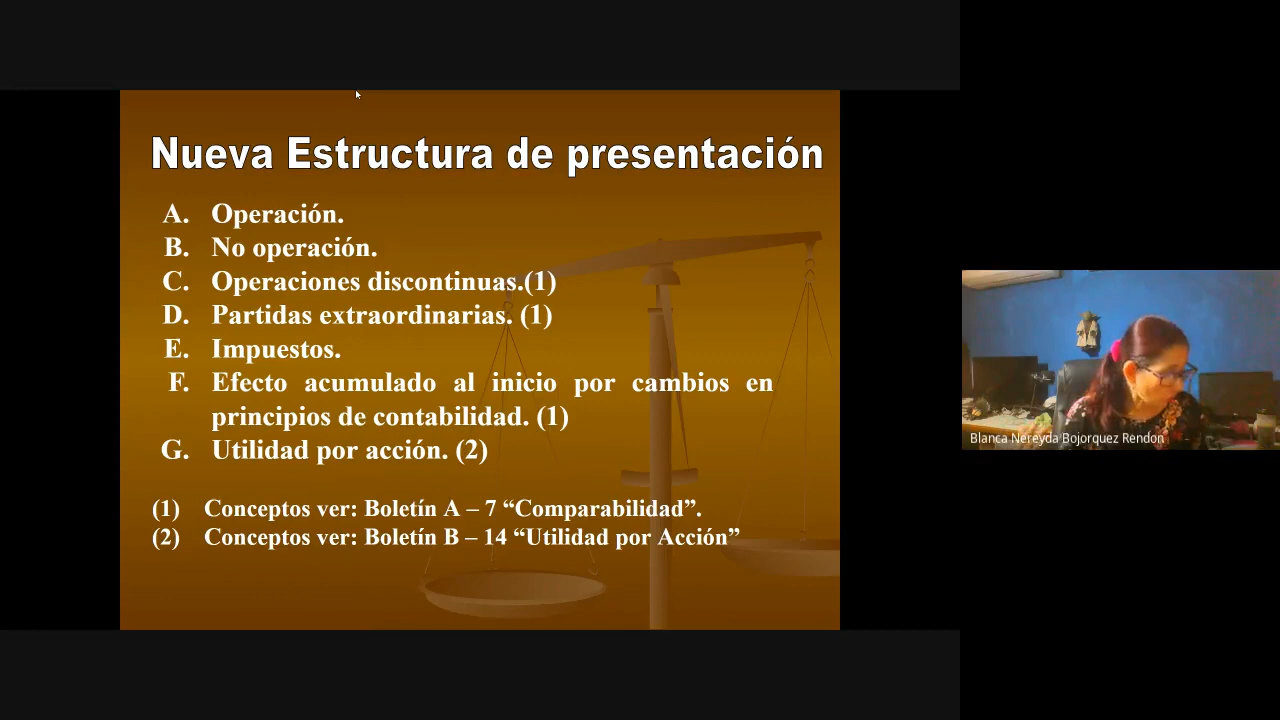 Nueva Estructura de presentación
A. Operación.
B. No operación.
C. Operaciones discontinuas.(1)
D. Partidas extraordinarias. (1)
E. Impuestos.
F. Efecto acumulado al inicio por cambios en
principios de contabilidad. (1)
G. Utilidad por acción. (2)
(1) Conceptos ver: Boletín A – 7 “Comparabilidad”.
(2) Conceptos ver: Boletín B – 14 “Utilidad por Acción”
Blanca Nereyda Bojorquez Rendon